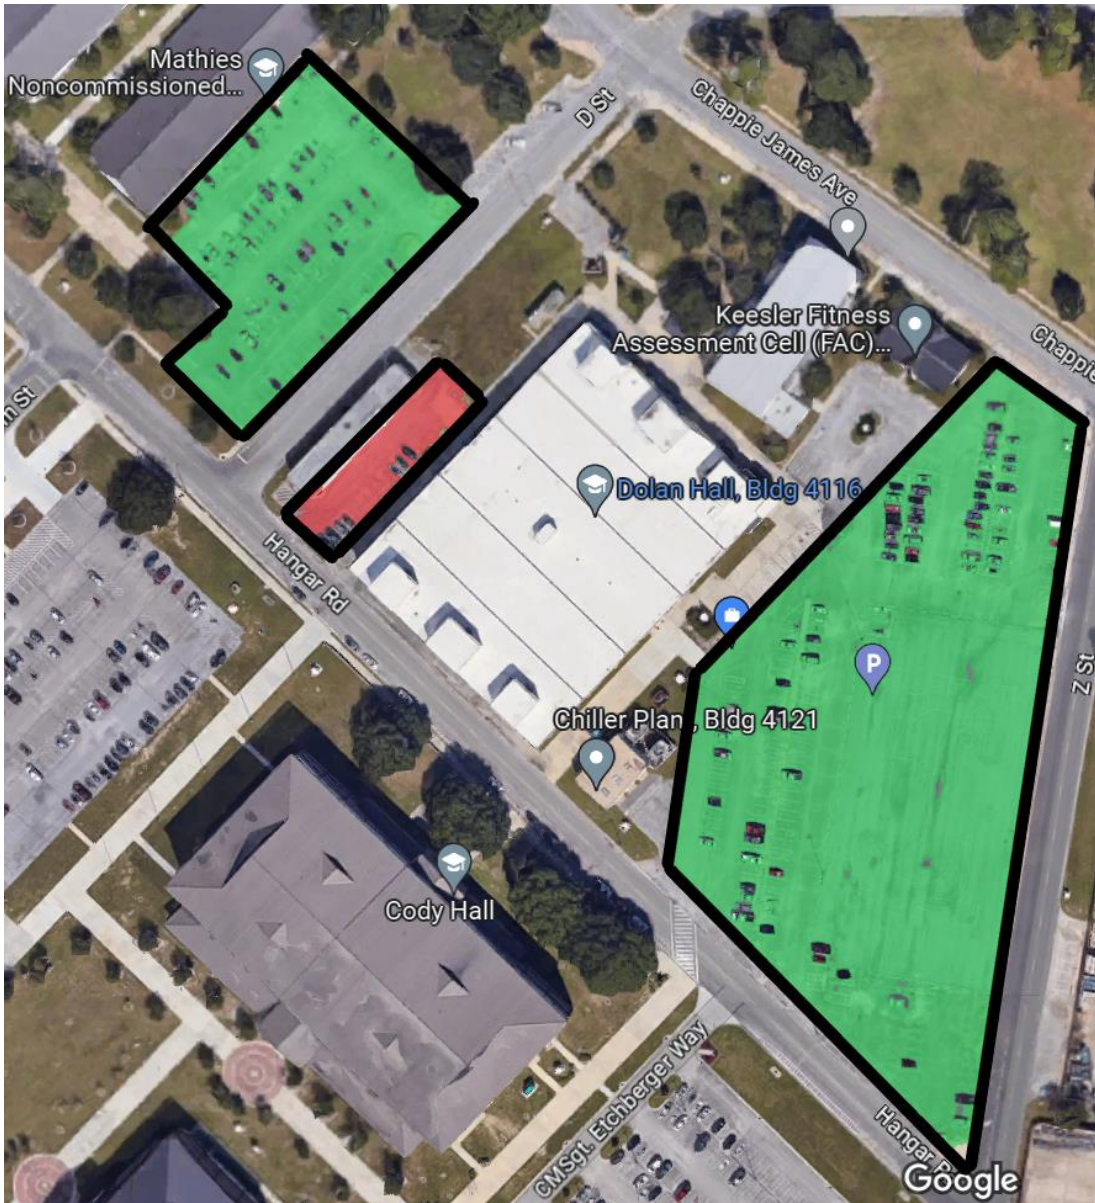 Mathies
Noncommissioned...
D St
Chappie James Ave
Keesler Fitness
Assessment Cell (FAC)...
Chappie
St
Dolan Hall, Bldg 4116
Hangar Rd
P
Z St
Chiller Plan, Bldg 4121
Cody Hall
CMSgt. Etchberger Way
Hangar R
Google